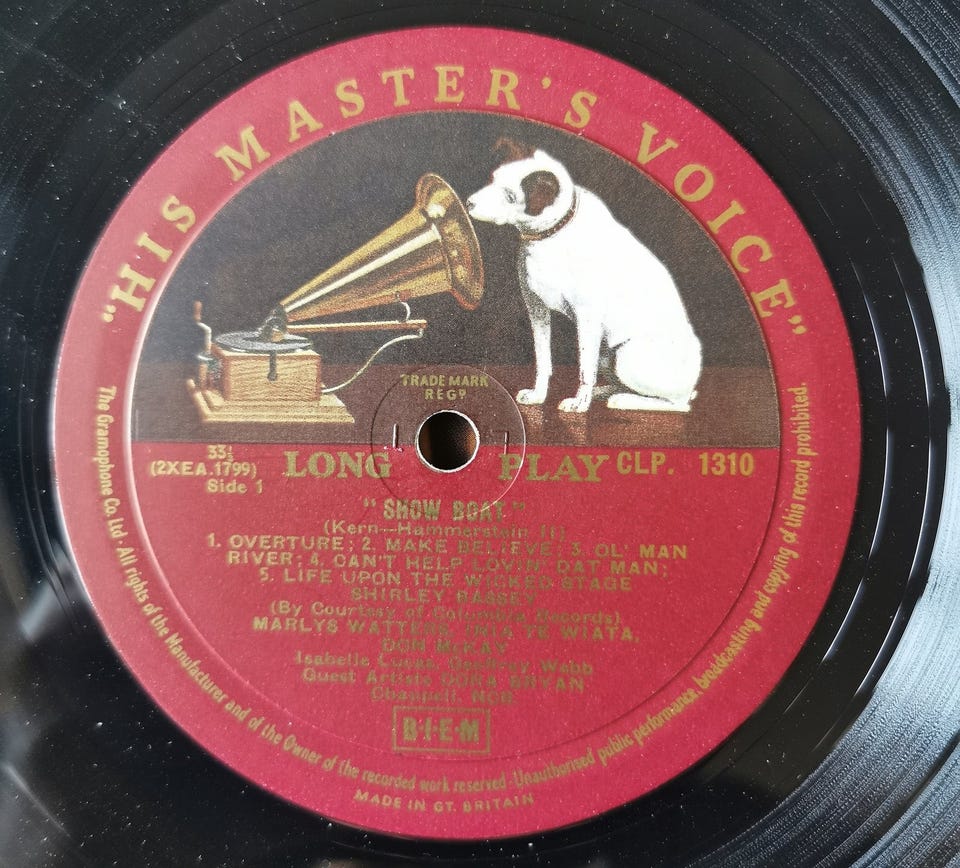 "HIS MASTER'S VOICE"
TRADE MARK
REGD
33⅓
(2XEA.1799)
Side 1
LONG PLAY
CLP. 1310
"SHOW BOAT"
(Kern—Hammerstein II)
1. OVERTURE; 2. MAKE BELIEVE; 3. OL' MAN
RIVER; 4. CAN'T HELP LOVIN' DAT MAN;
5. LIFE UPON THE WICKED STAGE
SHIRLEY BASSEY
(By Courtesy of Columbia Records)
MARLYS WATTERS, INIA TE WIATA,
DON McKAY
Isabelle Lucas, Geoffrey Webb
Guest Artiste DORA BRYAN
Chappell, NCB.
B·I·E·M
The Gramophone Co. Ltd · All rights of the Manufacturer and of the Owner of the recorded work reserved · Unauthorised public performance, broadcasting and copying of this record prohibited.
MADE IN GT. BRITAIN